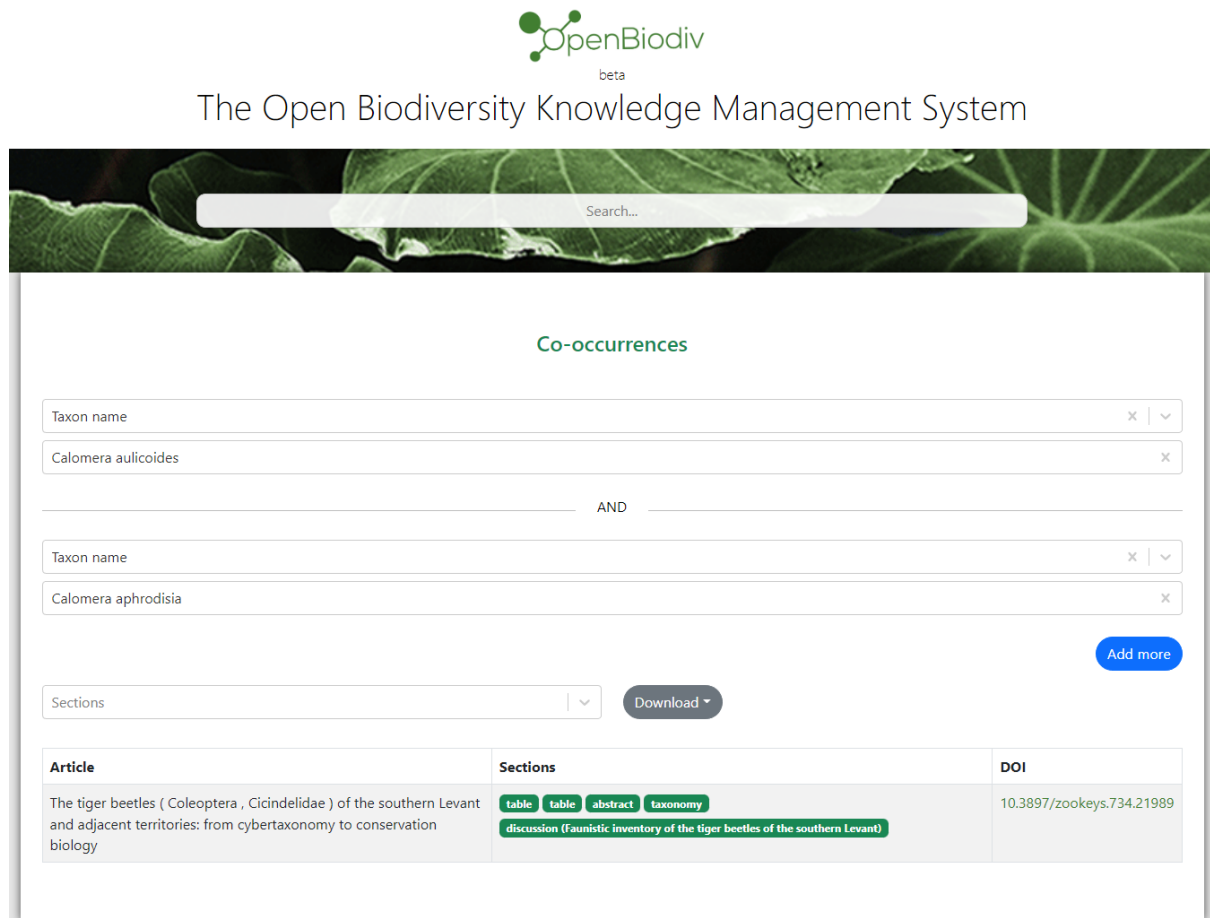 OpenBiodiv
beta
The Open Biodiversity Knowledge Management System
Search...
Co-occurrences
Taxon name
Calomera aulicoides
AND
Taxon name
Calomera aphrodisia
Add more
Sections
Download
Article Sections DOI
The tiger beetles ( Coleoptera , Cicindelidae ) of the southern Levant table table abstract taxonomy 10.3897/zookeys.734.21989
and adjacent territories: from cybertaxonomy to conservation discussion (Faunistic inventory of the tiger beetles of the southern Levant)
biology